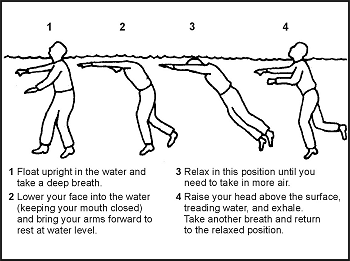 1 2 3 4
1 Float upright in the water and
take a deep breath.
2 Lower your face into the water
(keeping your mouth closed)
and bring your arms forward to
rest at water level.
3 Relax in this position until you
need to take in more air.
4 Raise your head above the surface,
treading water, and exhale.
Take another breath and return
to the relaxed position.